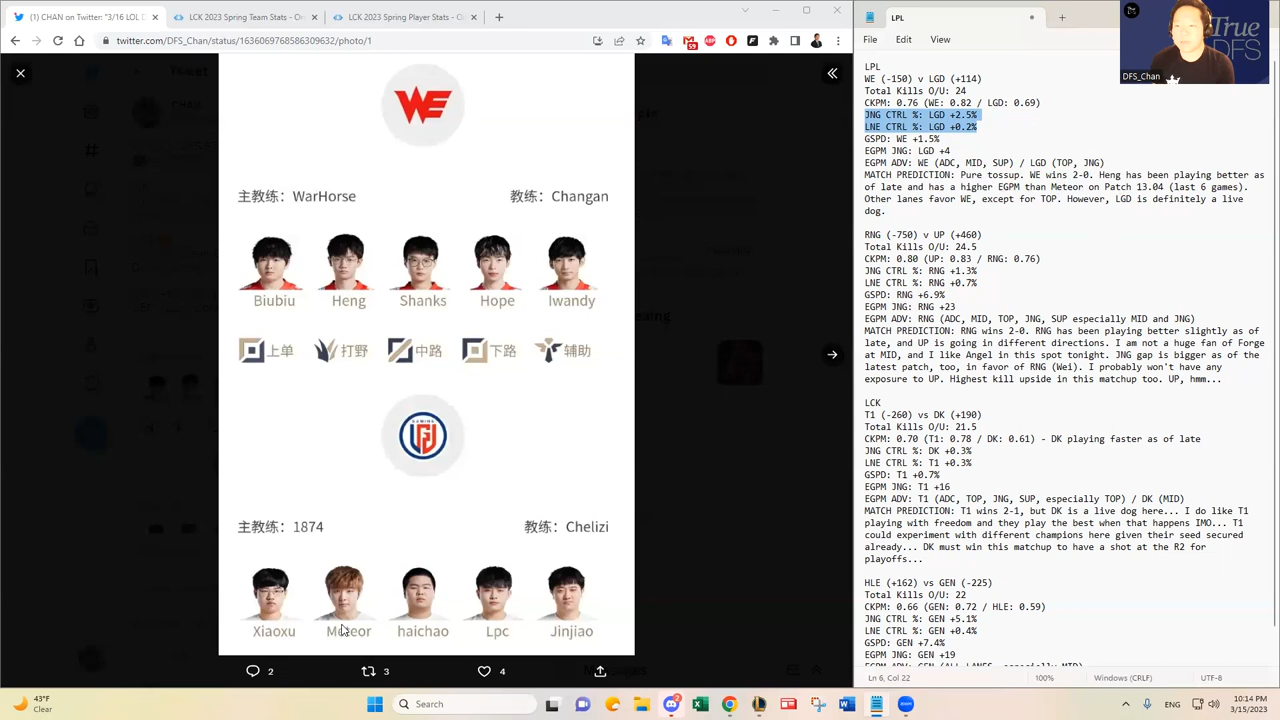 (1) CHAN on Twitter: "3/16 LOL D
LCK 2023 Spring Team Stats - Ch
LCK 2023 Spring Player Stats - C
twitter.com/DFS_Chan/status/1636069768586309632/photo/1
WE
主教练：WarHorse
教练：Changan
Biubiu
Heng
Shanks
Hope
Iwandy
上单
打野
中路
下路
辅助
GAMING
主教练：1874
教练：Chelizi
Xiaoxu
Meteor
haichao
Lpc
Jinjiao
2
3
4
LPL
File
Edit
View
True
DFS
DFS_Chan
LPL
WE (-150) v LGD (+114)
Total Kills O/U: 24
CKPM: 0.76 (WE: 0.82 / LGD: 0.69)
JNG CTRL %: LGD +2.5%
LNE CTRL %: LGD +0.2%
GSPD: WE +1.5%
EGPM JNG: LGD +4
EGPM ADV: WE (ADC, MID, SUP) / LGD (TOP, JNG)
MATCH PREDICTION: Pure tossup. WE wins 2-0. Heng has been playing better as
of late and has a higher EGPM than Meteor on Patch 13.04 (last 6 games).
Other lanes favor WE, except for TOP. However, LGD is definitely a live
dog.
RNG (-750) v UP (+460)
Total Kills O/U: 24.5
CKPM: 0.80 (UP: 0.83 / RNG: 0.76)
JNG CTRL %: RNG +1.3%
LNE CTRL %: RNG +0.7%
GSPD: RNG +6.9%
EGPM JNG: RNG +23
EGPM ADV: RNG (ADC, MID, TOP, JNG, SUP especially MID and JNG)
MATCH PREDICTION: RNG wins 2-0. RNG has been playing better slightly as of
late, and UP is going in different directions. I am not a huge fan of Forge
at MID, and I like Angel in this spot tonight. JNG gap is bigger as of the
latest patch, too, in favor of RNG (Wei). I probably won't have any
exposure to UP. Highest kill upside in this matchup too. UP, hmm...
LCK
T1 (-260) vs DK (+190)
Total Kills O/U: 21.5
CKPM: 0.70 (T1: 0.78 / DK: 0.61) - DK playing faster as of late
JNG CTRL %: DK +0.3%
LNE CTRL %: T1 +0.3%
GSPD: T1 +0.7%
EGPM JNG: T1 +16
EGPM ADV: T1 (ADC, TOP, JNG, SUP, especially TOP) / DK (MID)
MATCH PREDICTION: T1 wins 2-1, but DK is a live dog here... I do like T1
playing with freedom and they play the best when that happens IMO... T1
could experiment with different champions here given their seed secured
already... DK must win this matchup to have a shot at the R2 for
playoffs...
HLE (+162) vs GEN (-225)
Total Kills O/U: 22
CKPM: 0.66 (GEN: 0.72 / HLE: 0.59)
JNG CTRL %: GEN +5.1%
LNE CTRL %: GEN +0.4%
GSPD: GEN +7.4%
EGPM JNG: GEN +19
EGPM ADV: GEN (ALL LANES, especially MID)
Ln 6, Col 22
100%
Windows (CRLF)
UTF-8
43°F
Clear
Search
ENG
10:14 PM
3/15/2023